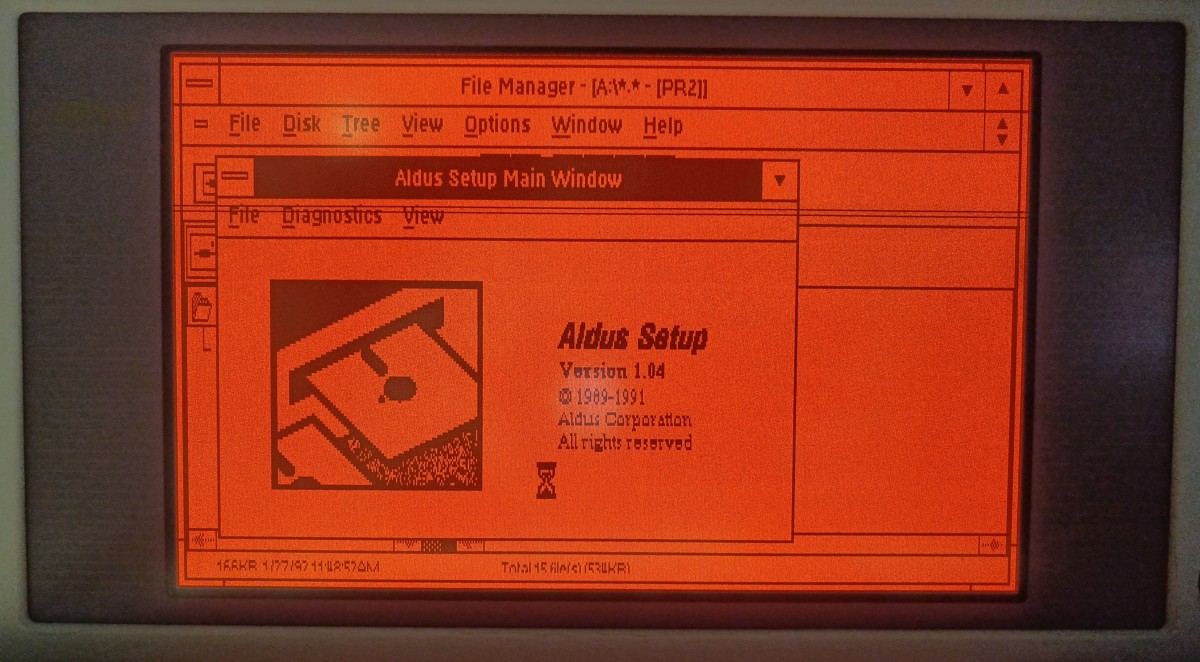 File Manager - [A:\*.* - [PR2]]
File Disk Tree View Options Window Help
Aldus Setup Main Window
File Diagnostics View
Aldus Setup
Version 1.04
© 1989-1991
Aldus Corporation
All rights reserved
166KB 1/27/92 11:48:52AM Total 15 file(s) (534KB)